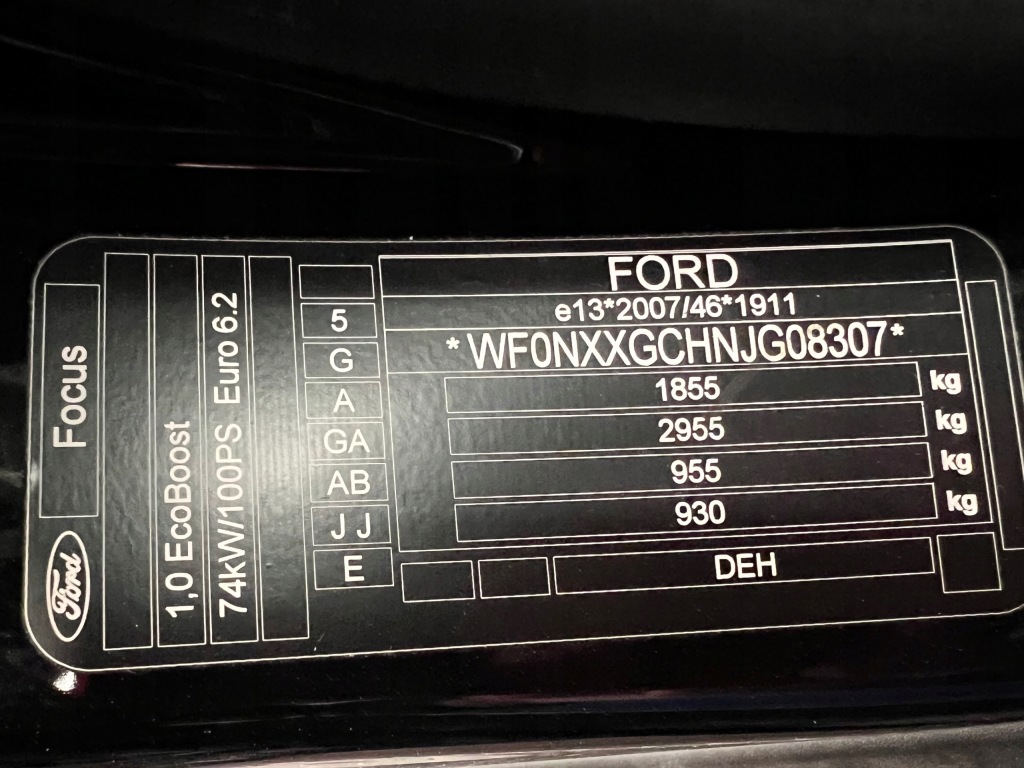 Focus
Ford
1,0 EcoBoost
74kW/100PS Euro 6.2
5
G
A
GA
AB
J J
E
FORD
e13*2007/46*1911
*WF0NXXGCHNJG08307*
1855 kg
2955 kg
955 kg
930 kg
DEH